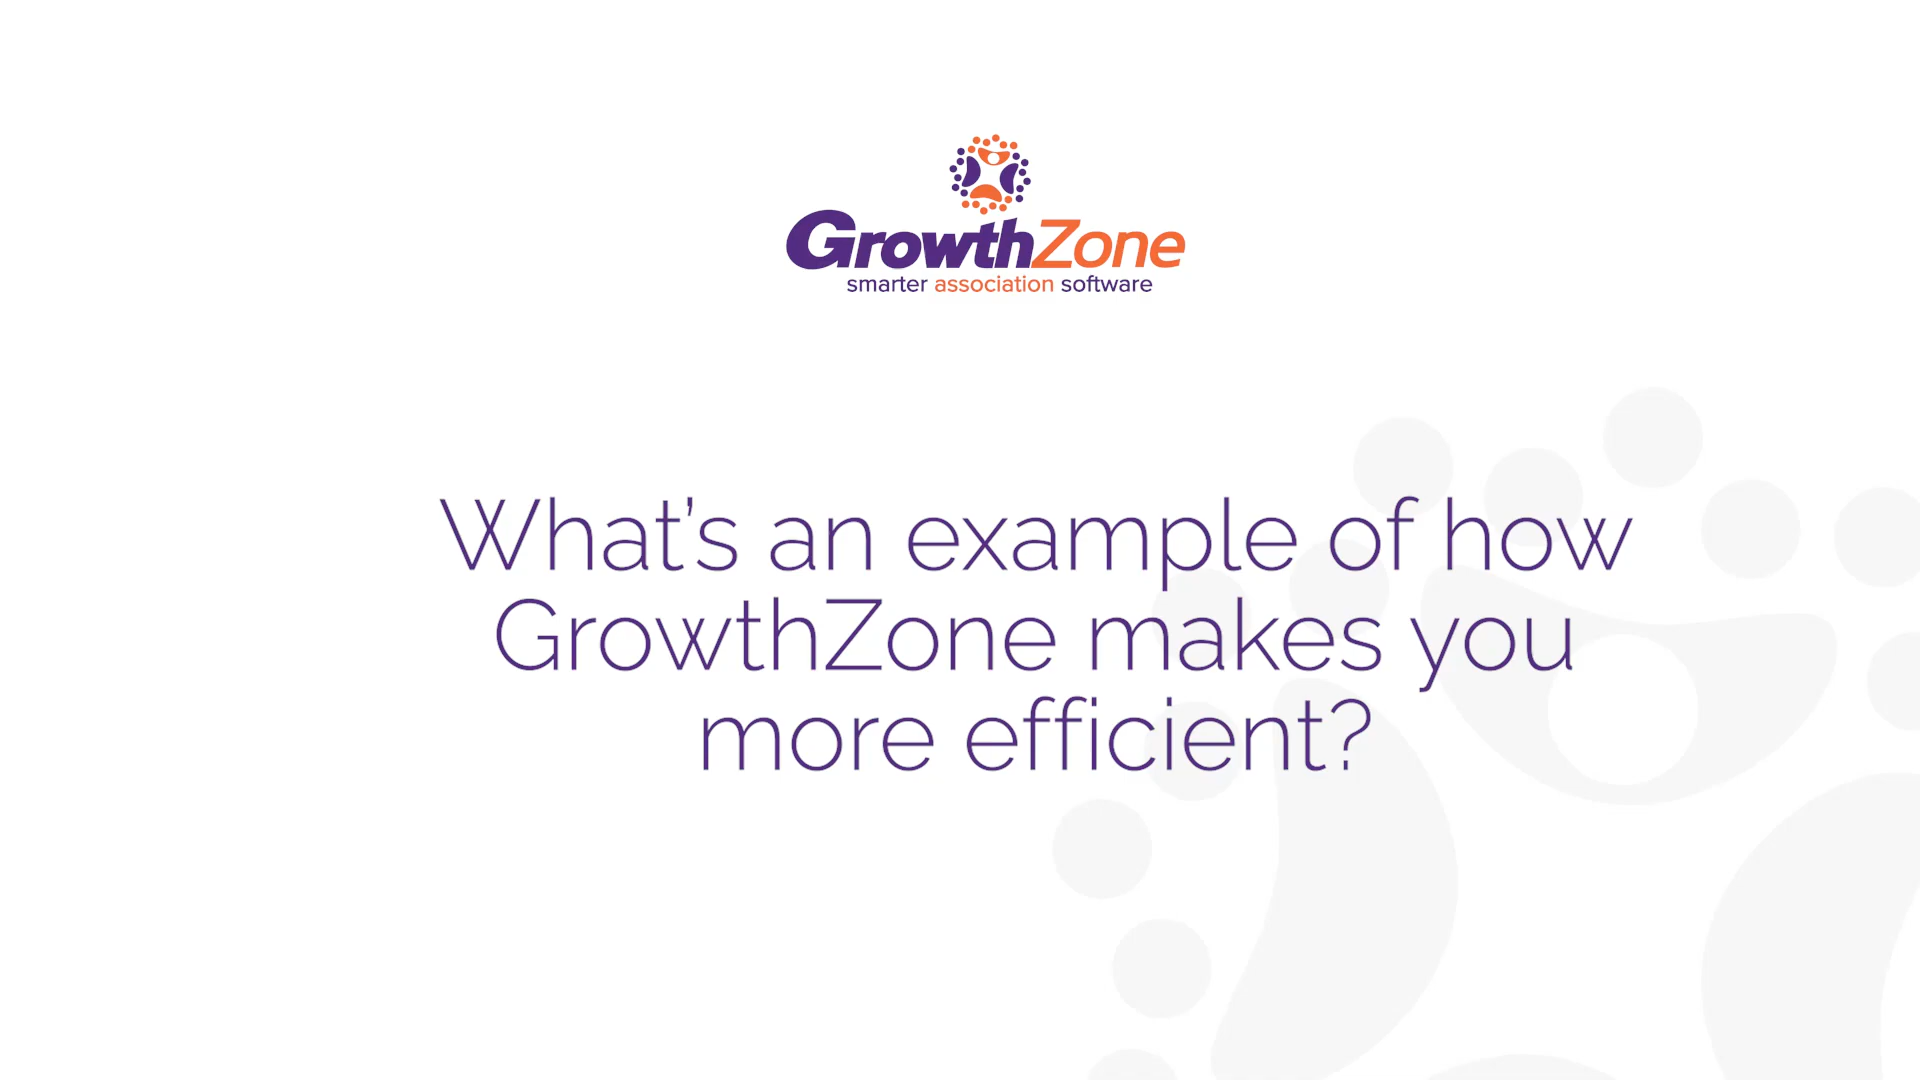 GrowthZone
smarter association software
What’s an example of how
GrowthZone makes you
more efficient?